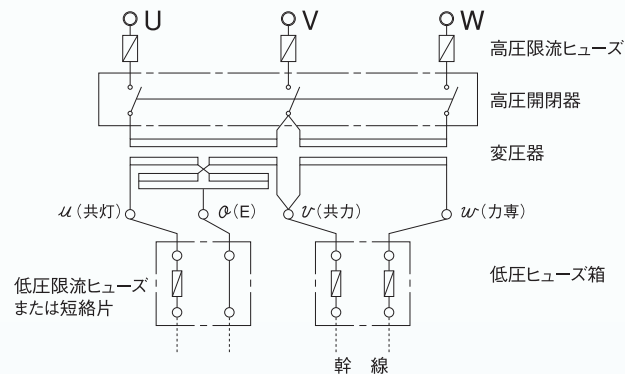 U
V
W
高圧限流ヒューズ
高圧開閉器
変圧器
u(共灯)
o(E)
v(共力)
w(力専)
低圧限流ヒューズ
または短絡片
低圧ヒューズ箱
幹 線